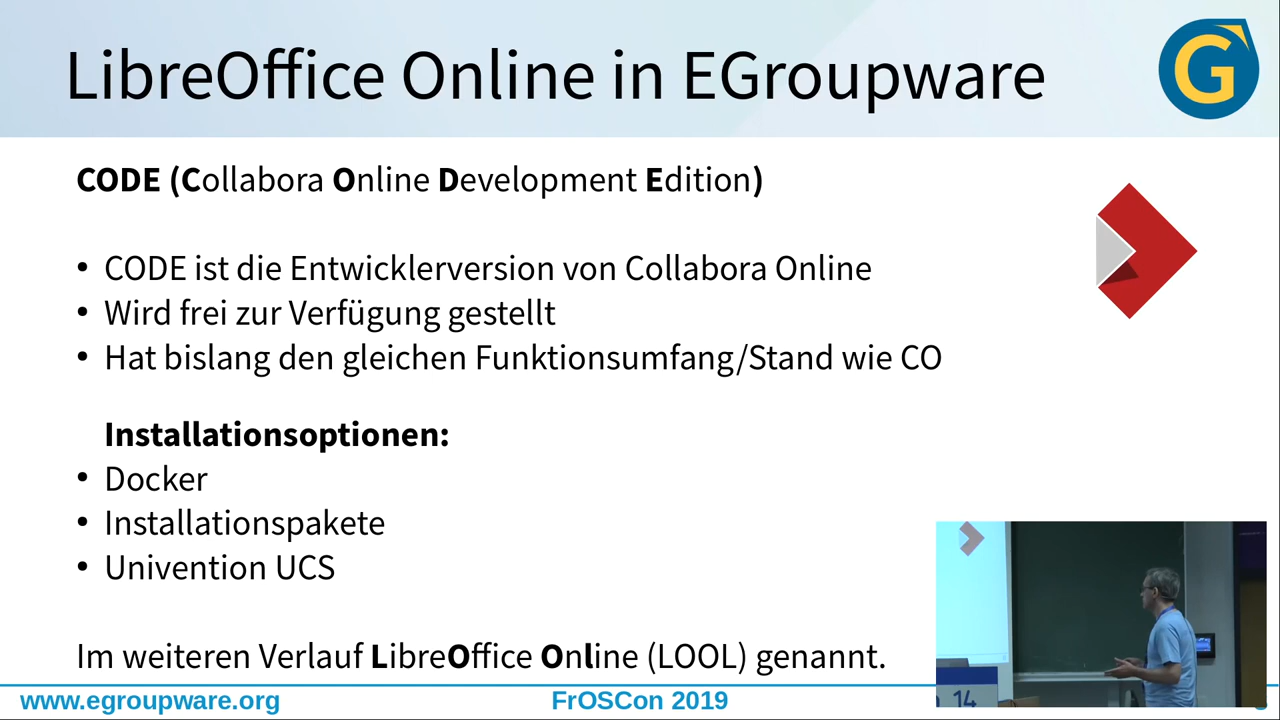 LibreOffice Online in EGroupware
G
CODE (Collabora Online Development Edition)
• CODE ist die Entwicklerversion von Collabora Online
• Wird frei zur Verfügung gestellt
• Hat bislang den gleichen Funktionsumfang/Stand wie CO
Installationsoptionen:
• Docker
• Installationspakete
• Univention UCS
Im weiteren Verlauf LibreOffice Online (LOOL) genannt.
14
www.egroupware.org
FrOSCon 2019